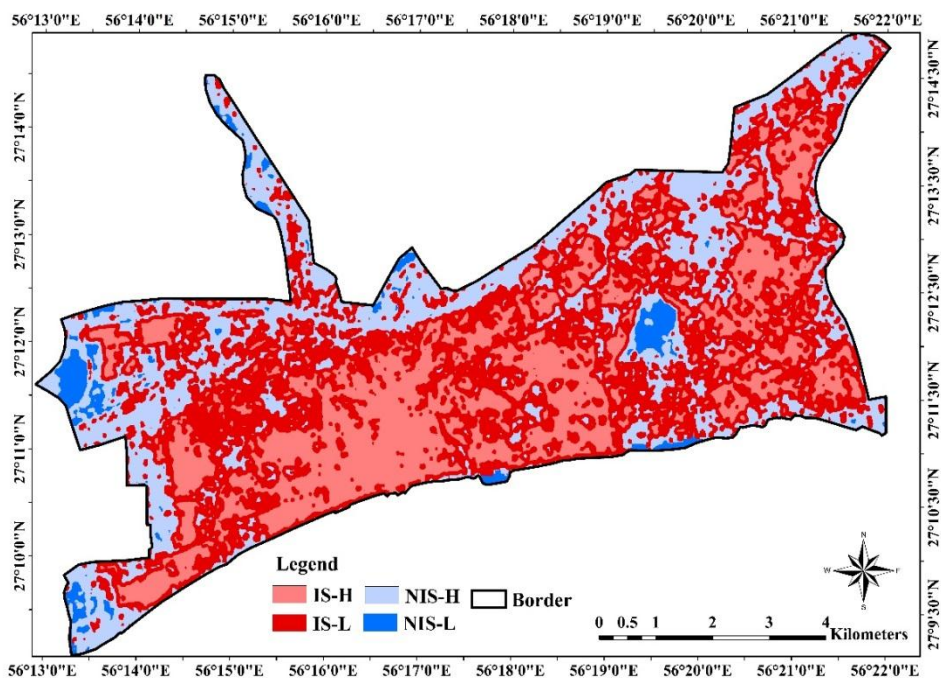 56°13'0"E 56°14'0"E 56°15'0"E 56°16'0"E 56°17'0"E 56°18'0"E 56°19'0"E 56°20'0"E 56°21'0"E 56°22'0"E
27°14'30"N
27°14'0"N
27°13'30"N
27°13'0"N
27°12'30"N
27°12'0"N
27°11'30"N
27°11'0"N
27°10'30"N
27°10'0"N
27°9'30"N
Legend
IS-H NIS-H Border
IS-L NIS-L
N
W E
S
0 0.5 1 2 3 4
Kilometers
56°13'0"E 56°14'0"E 56°15'0"E 56°16'0"E 56°17'0"E 56°18'0"E 56°19'0"E 56°20'0"E 56°21'0"E 56°22'0"E